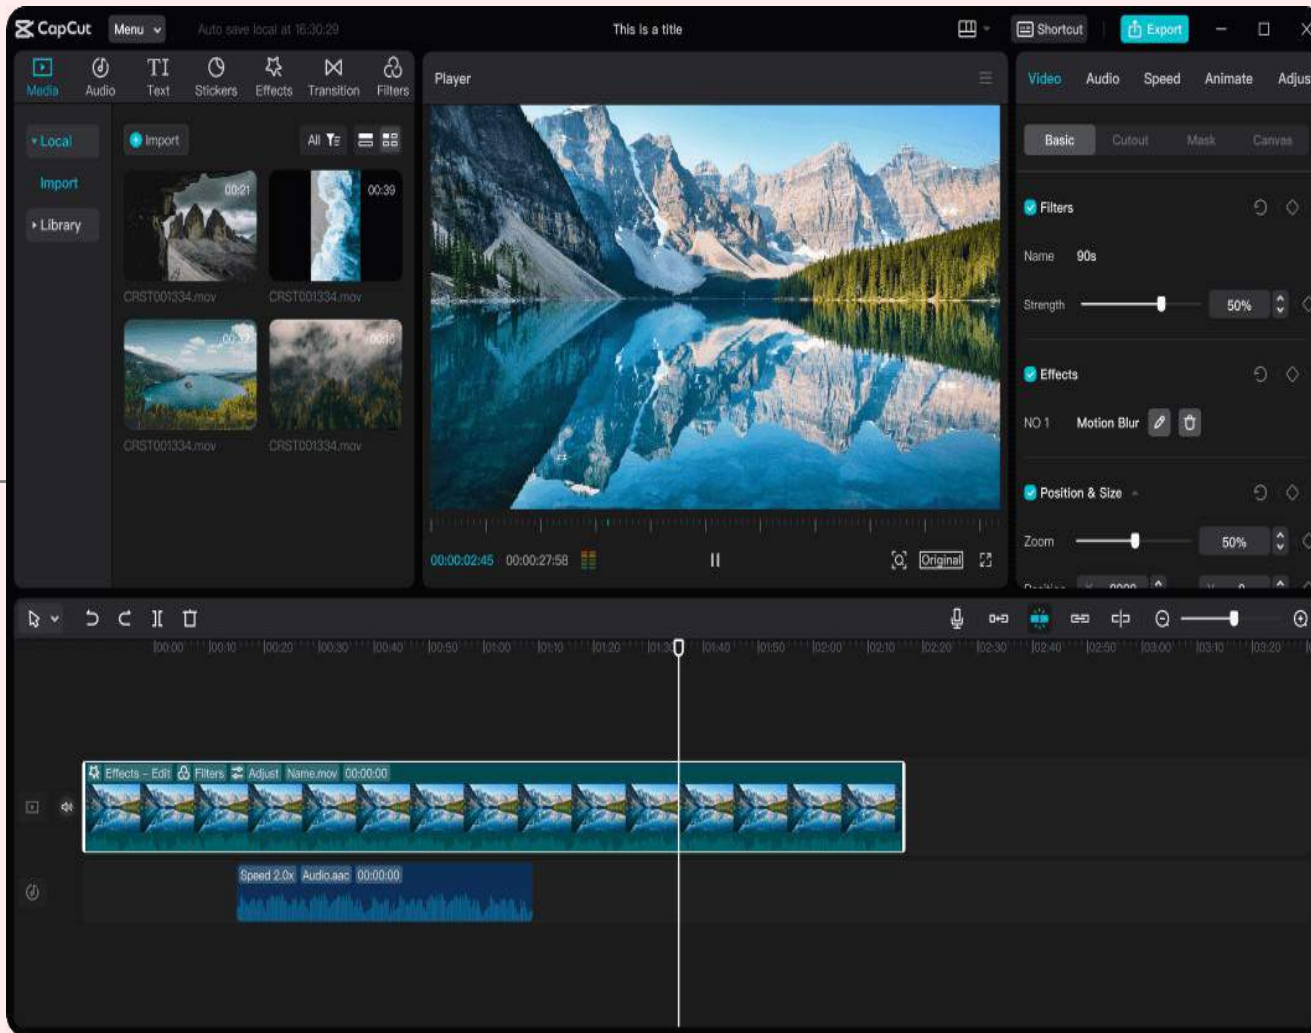 CapCut Menu Auto save local at 16:30:29 This is a title Shortcut Export
Media Audio Text Stickers Effects Transition Filters
Local
Import
Library
Import All
00:21 00:39
CRST001334.mov CRST001334.mov
CRST001334.mov CRST001334.mov
Player
00:00:02:45 00:00:27:58 Original
Video Audio Speed Animate Adjus
Basic Cutout Mask Canvas
Filters
Name 90s
Strength 50%
Effects
NO 1 Motion Blur
Position & Size
Zoom 50%
00:00 00:10 00:20 00:30 00:40 00:50 01:00 01:10 01:20 01:30 01:40 01:50 02:00 02:10 02:20 02:30 02:40 02:50 03:00 03:10 03:20
Effects - Edit Filters Adjust Name.mov 00:00:00
Speed 2.0x Audio.aac 00:00:00